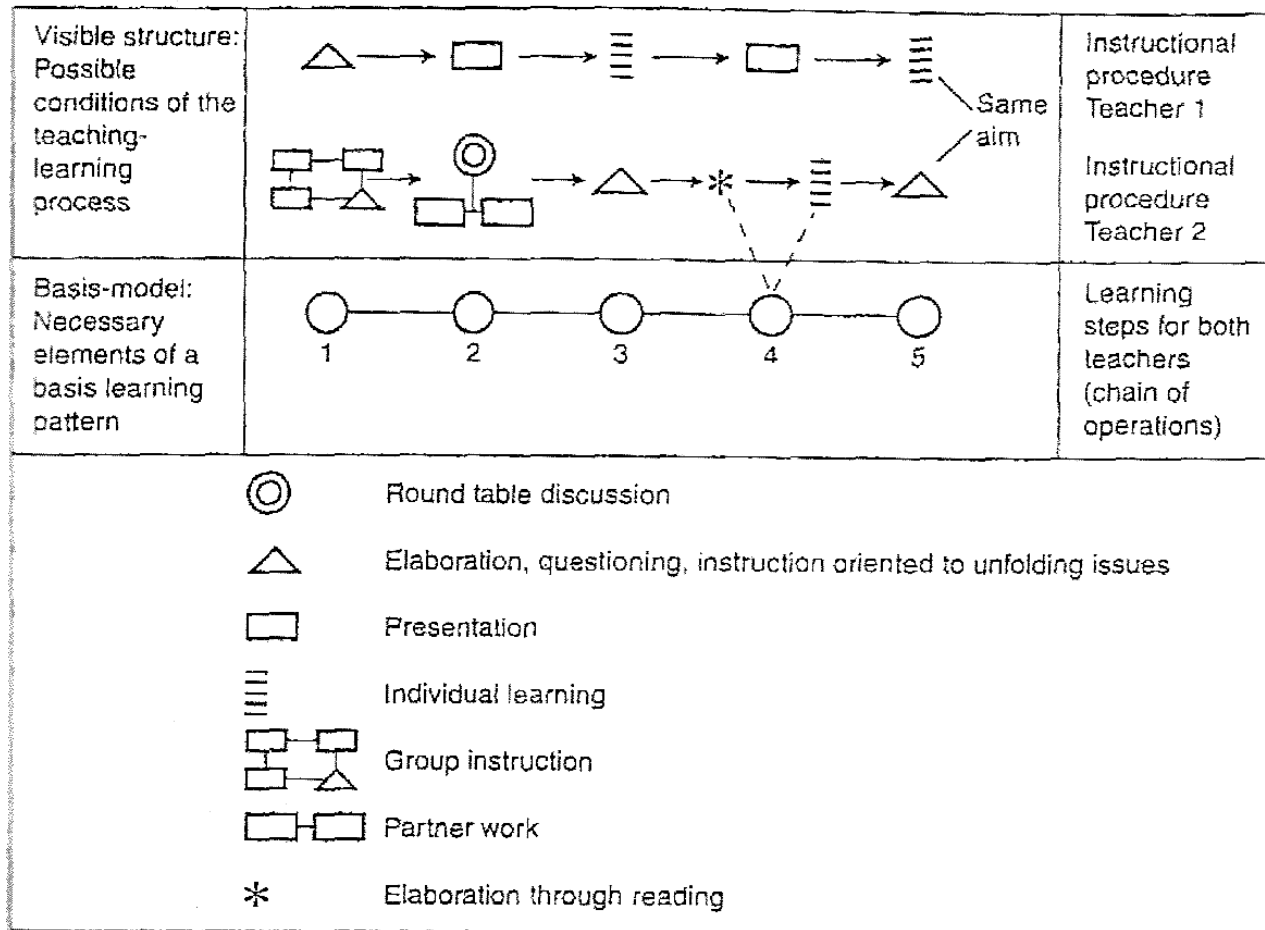 Visible structure:
Possible
conditions of the
teaching-
learning
process
Same
aim
Instructional
procedure
Teacher 1
Instructional
procedure
Teacher 2
Basis-model:
Necessary
elements of a
basis learning
pattern
1 2 3 4 5
Learning
steps for both
teachers
(chain of
operations)
Round table discussion
Elaboration, questioning, instruction oriented to unfolding issues
Presentation
Individual learning
Group instruction
Partner work
* Elaboration through reading